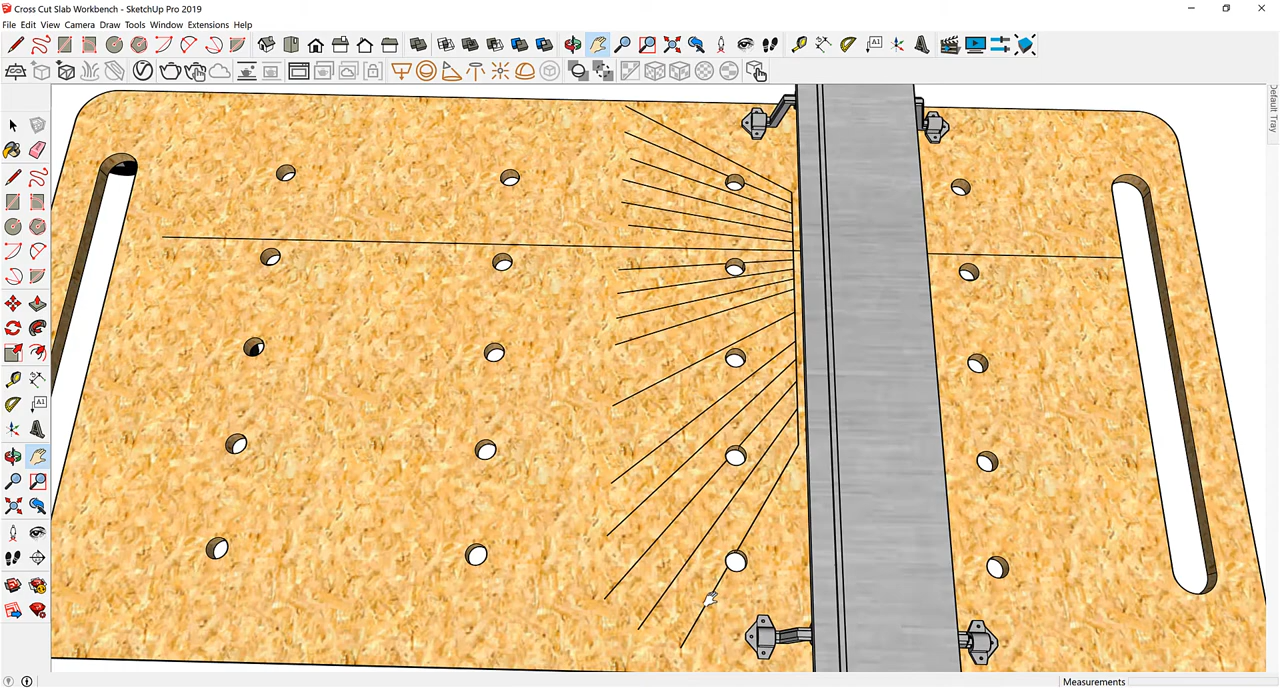 Cross Cut Slab Workbench - SketchUp Pro 2019
File Edit View Camera Draw Tools Window Extensions Help
Default Tray
Measurements